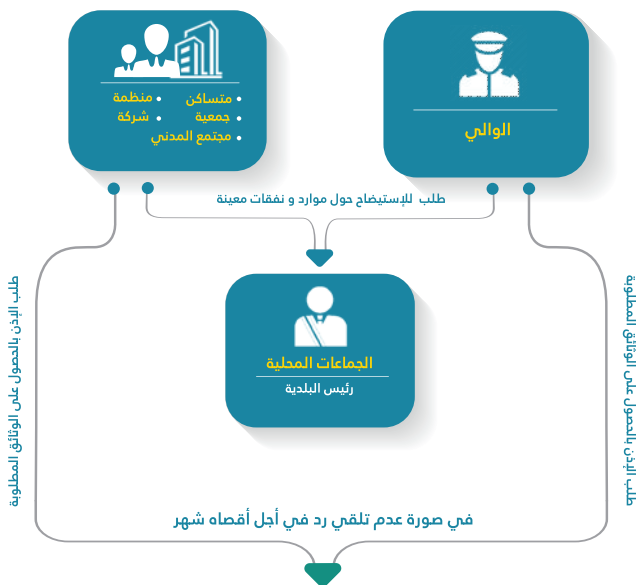 الوالي
• متساكن • منظمة
• جمعية • شركة
• مجتمع المدني
طلب للإستيضاح حول موارد و نفقات معينة
الجماعات المحلية
رئيس البلدية
طلب الإذن بالحصول على الوثائق المطلوبة
طلب الإذن بالحصول على الوثائق المطلوبة
في صورة عدم تلقي رد في أجل أقصاه شهر